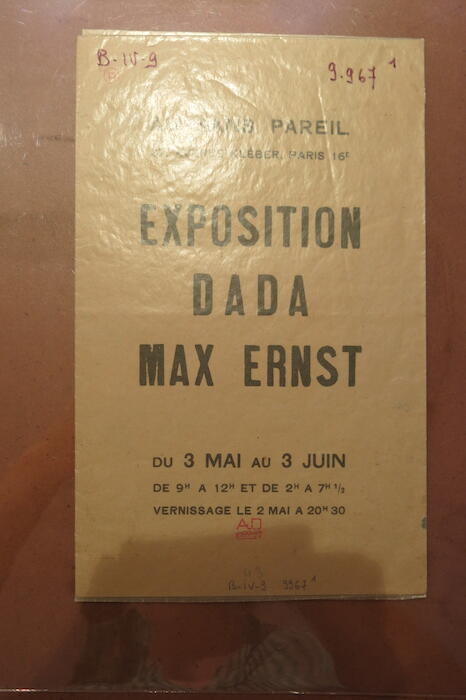 B-IV-9
9.967 1
AU SANS PAREIL
KLÉBER, PARIS 16E
EXPOSITION
DADA
MAX ERNST
DU 3 MAI AU 3 JUIN
DE 9H A 12H ET DE 2H A 7H 1/2
VERNISSAGE LE 2 MAI A 20H 30
A.D
B-IV-9 9967 1